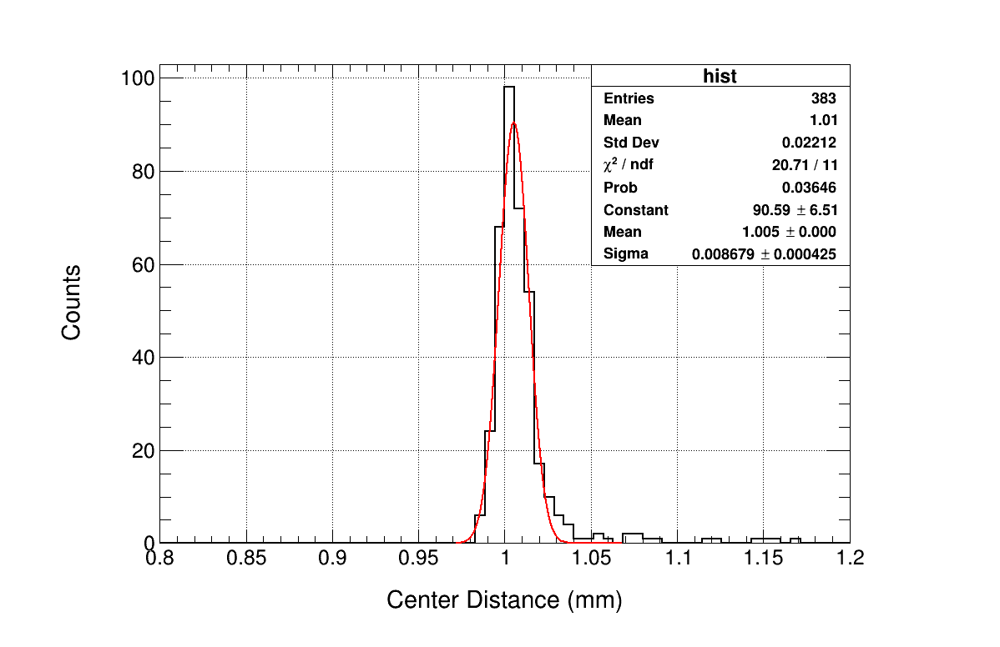 hist
Entries 383
Mean 1.01
Std Dev 0.02212
χ² / ndf 20.71 / 11
Prob 0.03646
Constant 90.59 ± 6.51
Mean 1.005 ± 0.000
Sigma 0.008679 ± 0.000425
100
80
60
40
20
0
Counts
0.8 0.85 0.9 0.95 1 1.05 1.1 1.15 1.2
Center Distance (mm)